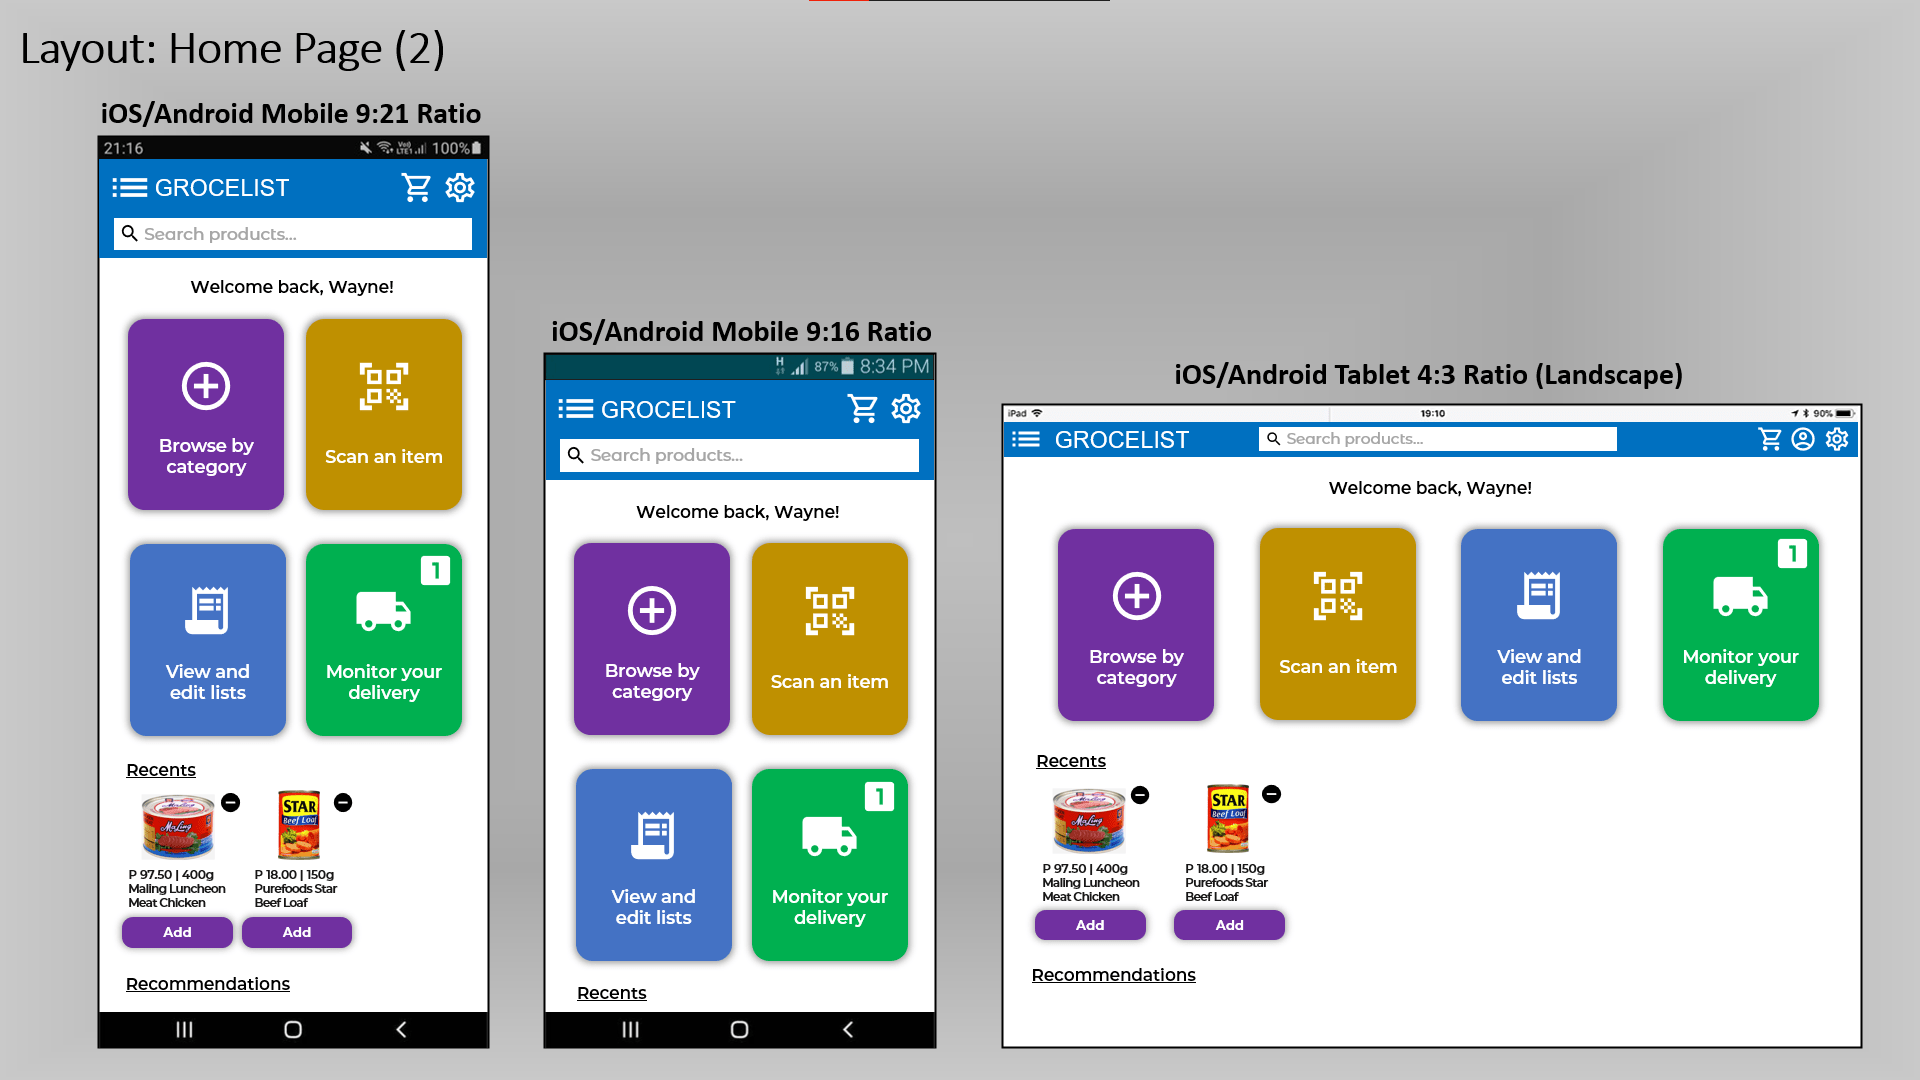 Layout: Home Page (2)
iOS/Android Mobile 9:21 Ratio
21:16
100%
GROCELIST
Search products...
Welcome back, Wayne!
Browse by
category
Scan an item
View and
edit lists
1
Monitor your
delivery
Recents
STAR
Beef Loaf
P 97.50 | 400g
Maling Luncheon
Meat Chicken
P 18.00 | 150g
Purefoods Star
Beef Loaf
Add
Add
Recommendations
iOS/Android Mobile 9:16 Ratio
H
87%
8:34 PM
GROCELIST
Search products...
Welcome back, Wayne!
Browse by
category
Scan an item
View and
edit lists
1
Monitor your
delivery
Recents
iOS/Android Tablet 4:3 Ratio (Landscape)
iPad
19:10
90%
GROCELIST
Search products...
Welcome back, Wayne!
Browse by
category
Scan an item
View and
edit lists
1
Monitor your
delivery
Recents
MaLing
STAR
Beef Loaf
P 97.50 | 400g
Maling Luncheon
Meat Chicken
P 18.00 | 150g
Purefoods Star
Beef Loaf
Add
Add
Recommendations